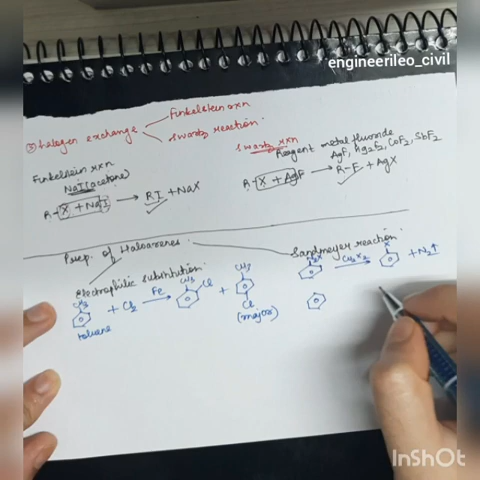 engineerileo_civil
③ halogen exchange
Finkelstein rxn
Swarts reaction.
Finkelstein rxn
NaI (acetone)
R-X + NaI → RI + NaX
Swarts rxn
Reagent metal fluoride
AgF, Hg2F2, CoF2, SbF2
R-X + AgF → R-F + AgX
Prep. of Haloarenes.
Electrophilic substitution.
CH3 + Cl2 Fe → CH3 Cl + CH3
Cl
toluene
(major)
Sandmeyer reaction.
X + N2↑
InShOt